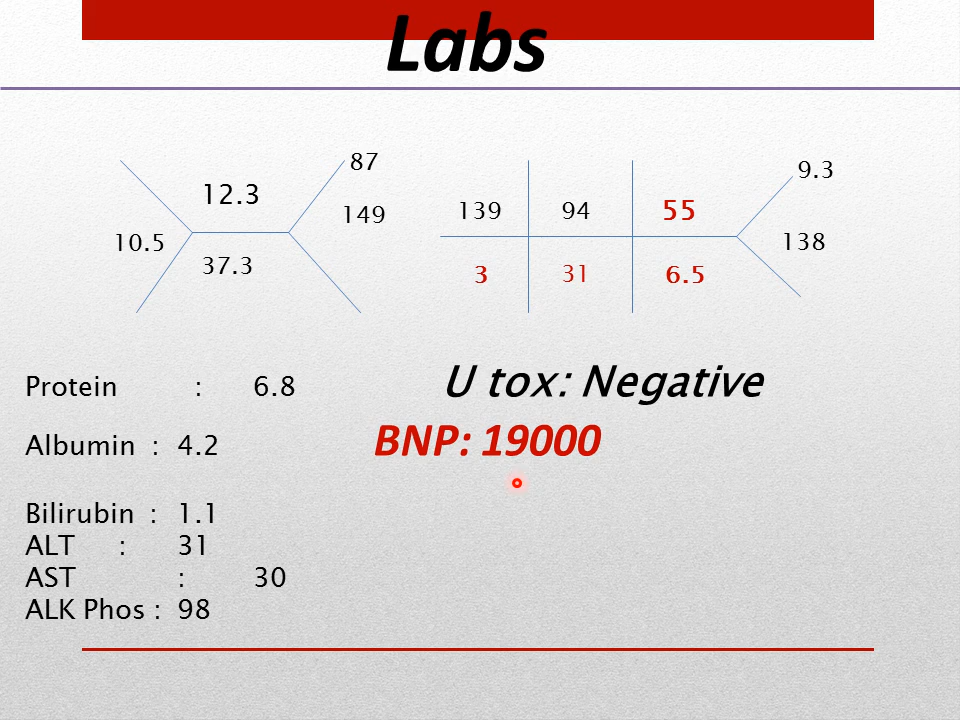 Labs
87
12.3
149
10.5
37.3
9.3
139 94 55
138
3 31 6.5
Protein : 6.8
U tox: Negative
Albumin : 4.2
BNP: 19000
Bilirubin : 1.1
ALT : 31
AST : 30
ALK Phos : 98